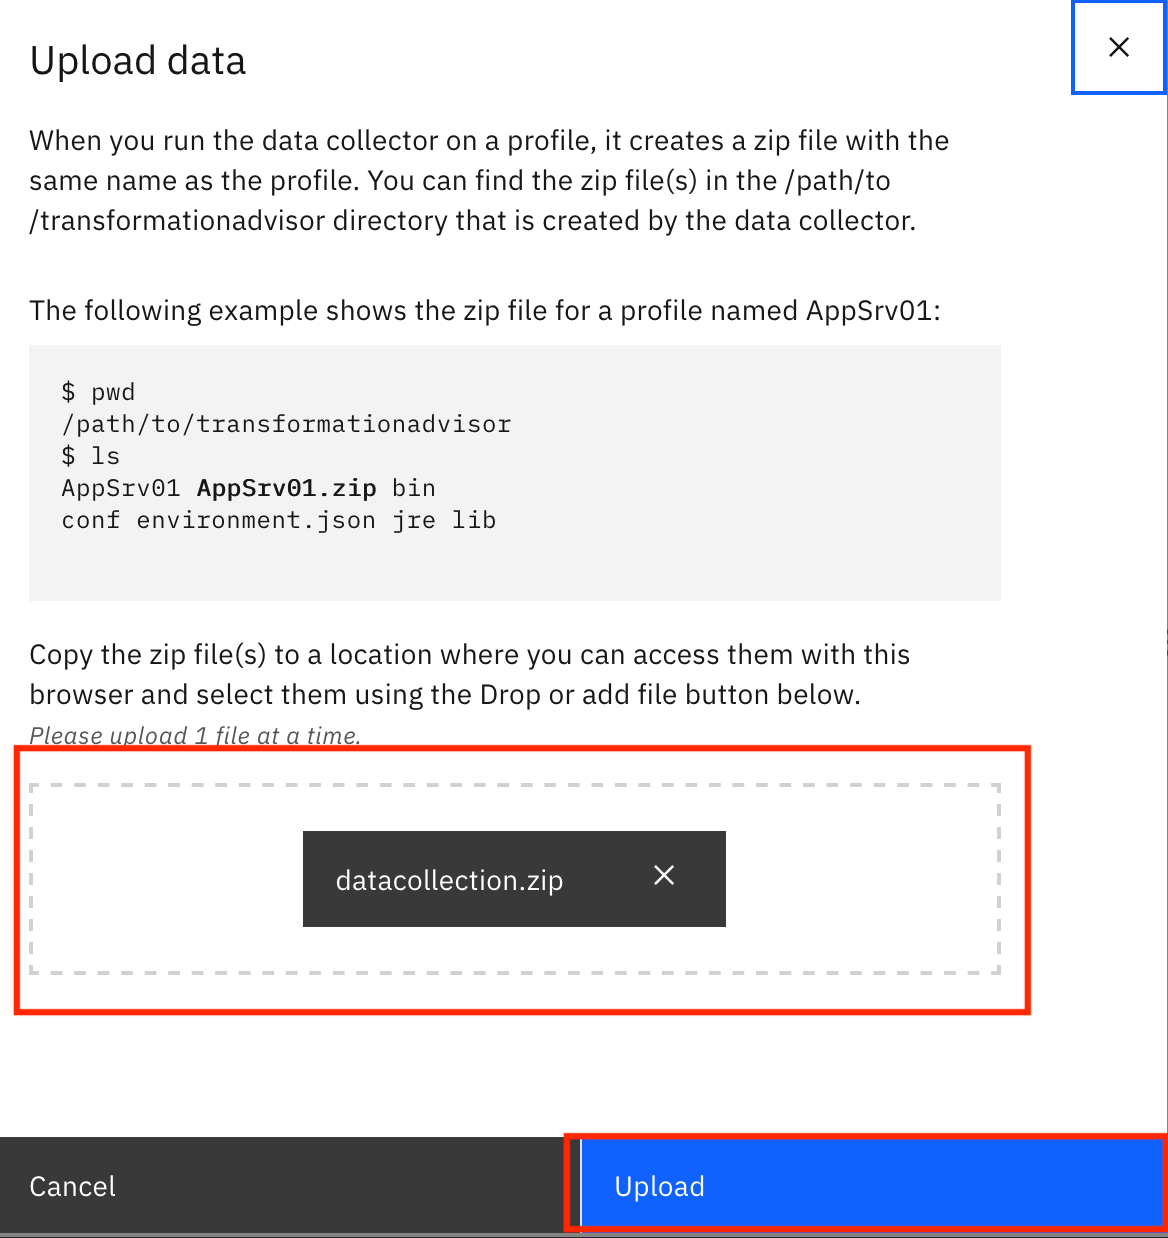 Upload data
When you run the data collector on a profile, it creates a zip file with the
same name as the profile. You can find the zip file(s) in the /path/to
/transformationadvisor directory that is created by the data collector.
The following example shows the zip file for a profile named AppSrv01:
$ pwd
/path/to/transformationadvisor
$ ls
AppSrv01 AppSrv01.zip bin
conf environment.json jre lib
Copy the zip file(s) to a location where you can access them with this
browser and select them using the Drop or add file button below.
Please upload 1 file at a time.
datacollection.zip
Cancel
Upload